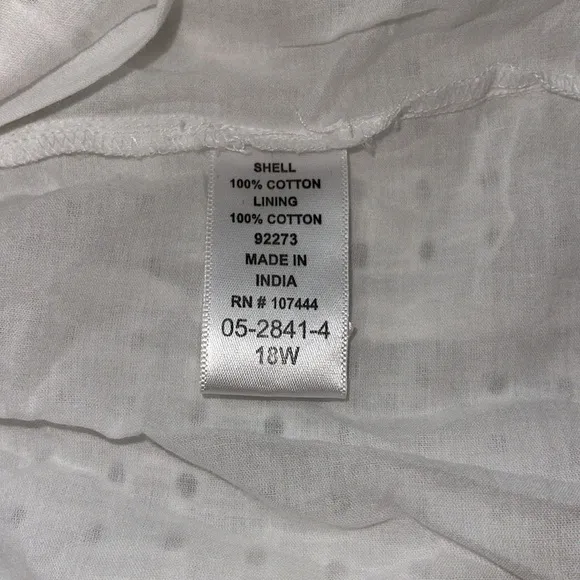 SHELL
100% COTTON
LINING
100% COTTON
92273
MADE IN
INDIA
RN # 107444
05-2841-4
18W